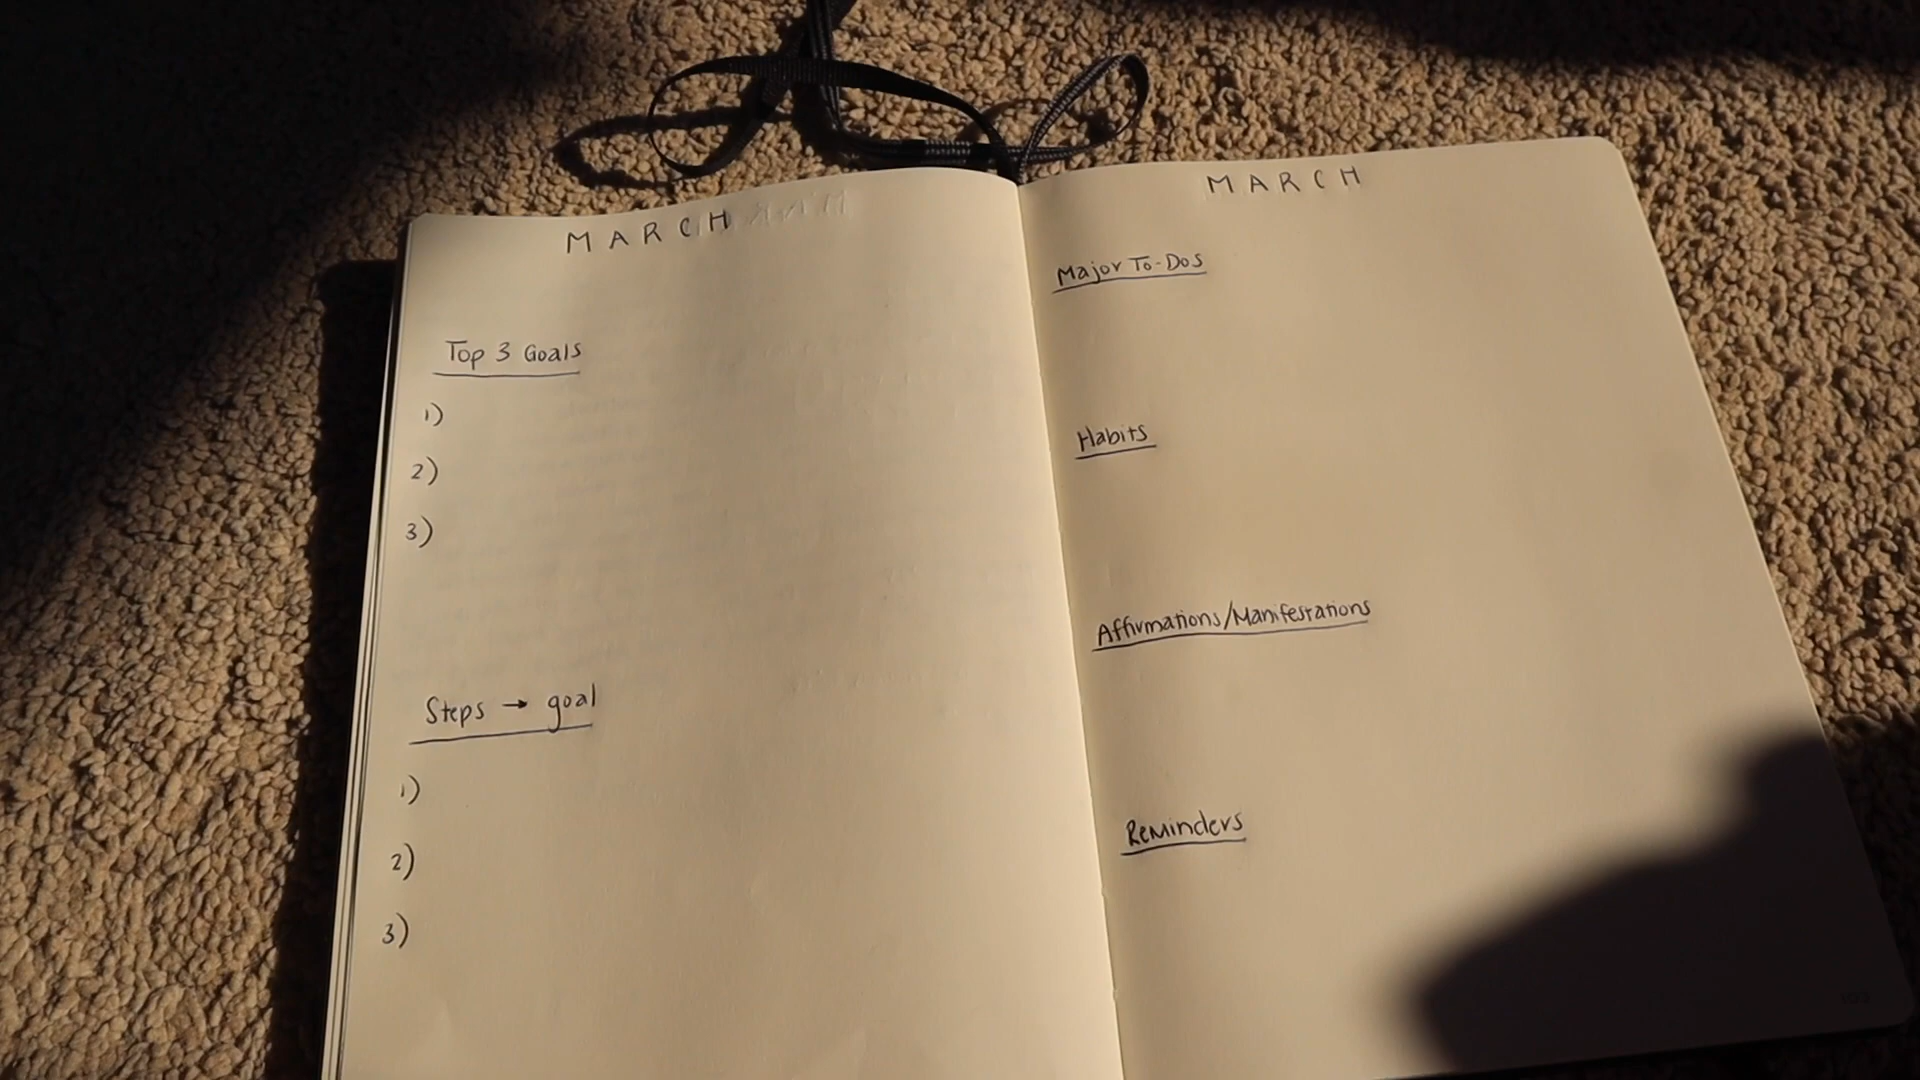 MARCH
Top 3 Goals
1)
2)
3)
Steps → goal
1)
2)
3)
MARCH
Major To-Dos
Habits
Affirmations/Manifestations
Reminders